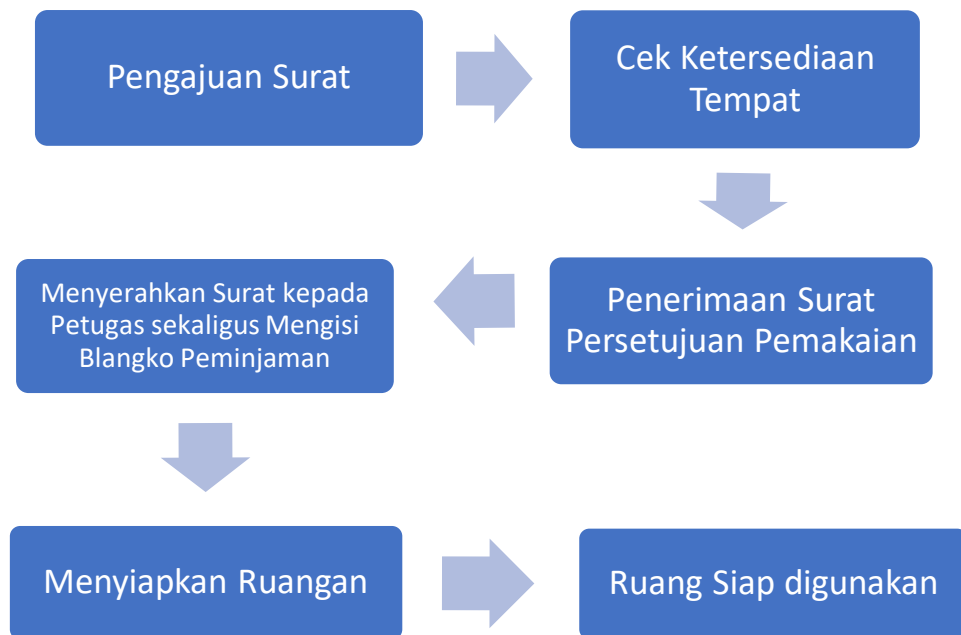 Pengajuan Surat
Cek Ketersediaan
Tempat
Penerimaan Surat
Persetujuan Pemakaian
Menyerahkan Surat kepada
Petugas sekaligus Mengisi
Blangko Peminjaman
Menyiapkan Ruangan
Ruang Siap digunakan